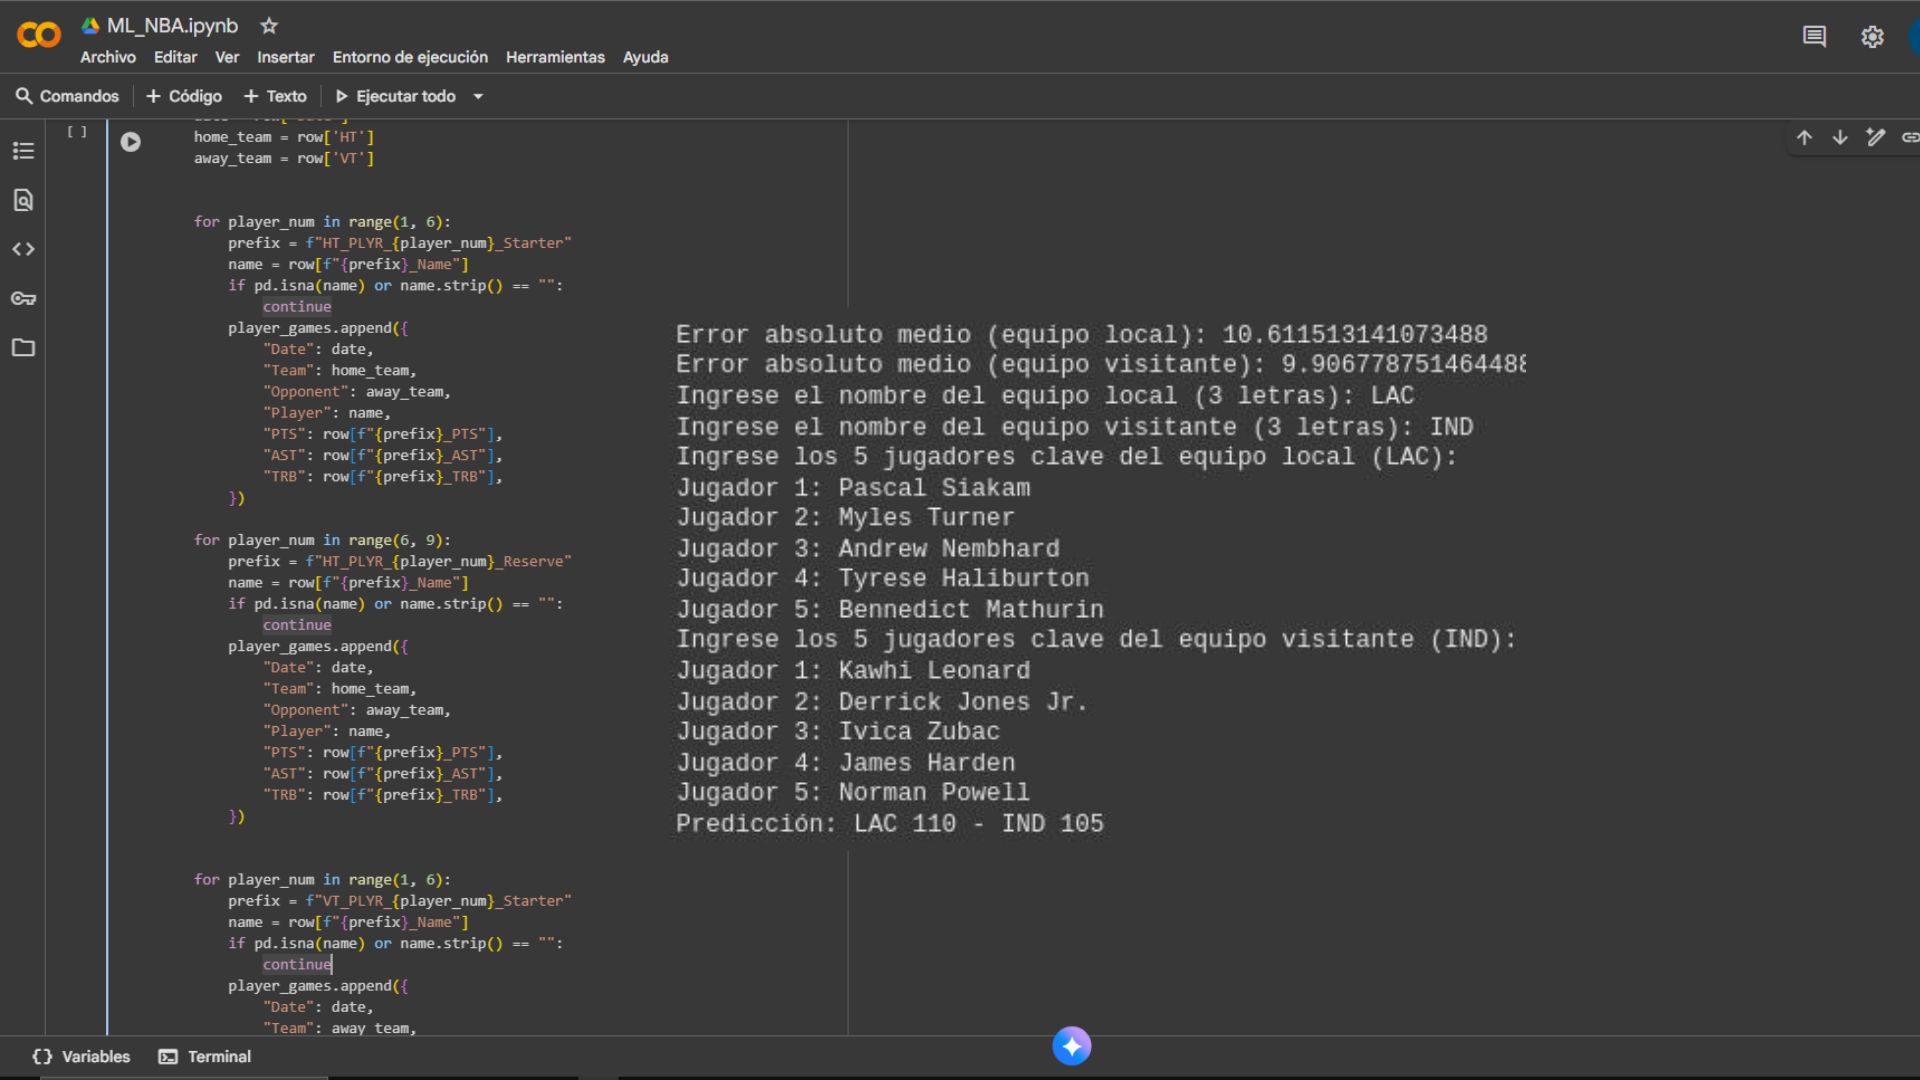 ML_NBA.ipynb
Archivo Editar Ver Insertar Entorno de ejecución Herramientas Ayuda
Comandos + Código + Texto Ejecutar todo
[ ]
home_team = row['HT']
away_team = row['VT']
for player_num in range(1, 6):
prefix = f"HT_PLYR_{player_num}_Starter"
name = row[f"{prefix}_Name"]
if pd.isna(name) or name.strip() == "":
continue
player_games.append({
"Date": date,
"Team": home_team,
"Opponent": away_team,
"Player": name,
"PTS": row[f"{prefix}_PTS"],
"AST": row[f"{prefix}_AST"],
"TRB": row[f"{prefix}_TRB"],
})
for player_num in range(6, 9):
prefix = f"HT_PLYR_{player_num}_Reserve"
name = row[f"{prefix}_Name"]
if pd.isna(name) or name.strip() == "":
continue
player_games.append({
"Date": date,
"Team": home_team,
"Opponent": away_team,
"Player": name,
"PTS": row[f"{prefix}_PTS"],
"AST": row[f"{prefix}_AST"],
"TRB": row[f"{prefix}_TRB"],
})
for player_num in range(1, 6):
prefix = f"VT_PLYR_{player_num}_Starter"
name = row[f"{prefix}_Name"]
if pd.isna(name) or name.strip() == "":
continue
player_games.append({
"Date": date,
"Team": away_team,
Error absoluto medio (equipo local): 10.611513141073488
Error absoluto medio (equipo visitante): 9.906778751464488
Ingrese el nombre del equipo local (3 letras): LAC
Ingrese el nombre del equipo visitante (3 letras): IND
Ingrese los 5 jugadores clave del equipo local (LAC):
Jugador 1: Pascal Siakam
Jugador 2: Myles Turner
Jugador 3: Andrew Nembhard
Jugador 4: Tyrese Haliburton
Jugador 5: Bennedict Mathurin
Ingrese los 5 jugadores clave del equipo visitante (IND):
Jugador 1: Kawhi Leonard
Jugador 2: Derrick Jones Jr.
Jugador 3: Ivica Zubac
Jugador 4: James Harden
Jugador 5: Norman Powell
Predicción: LAC 110 - IND 105
{} Variables Terminal